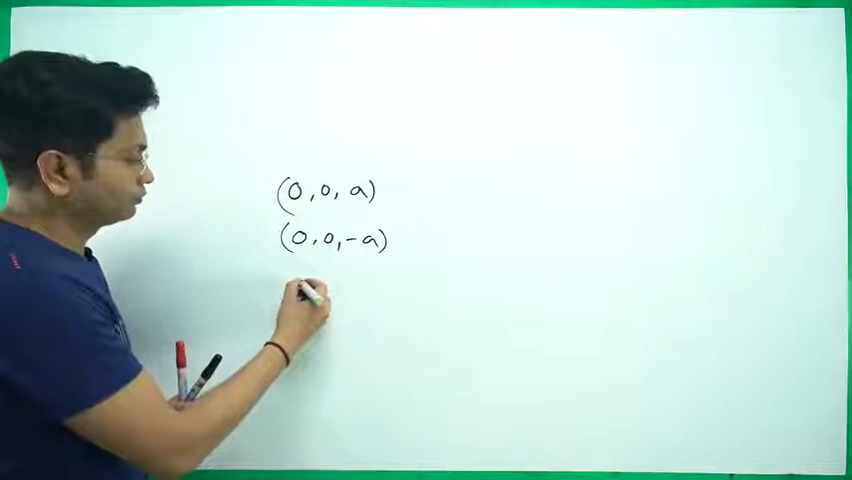 (0, 0, a)
(0, 0, -a)